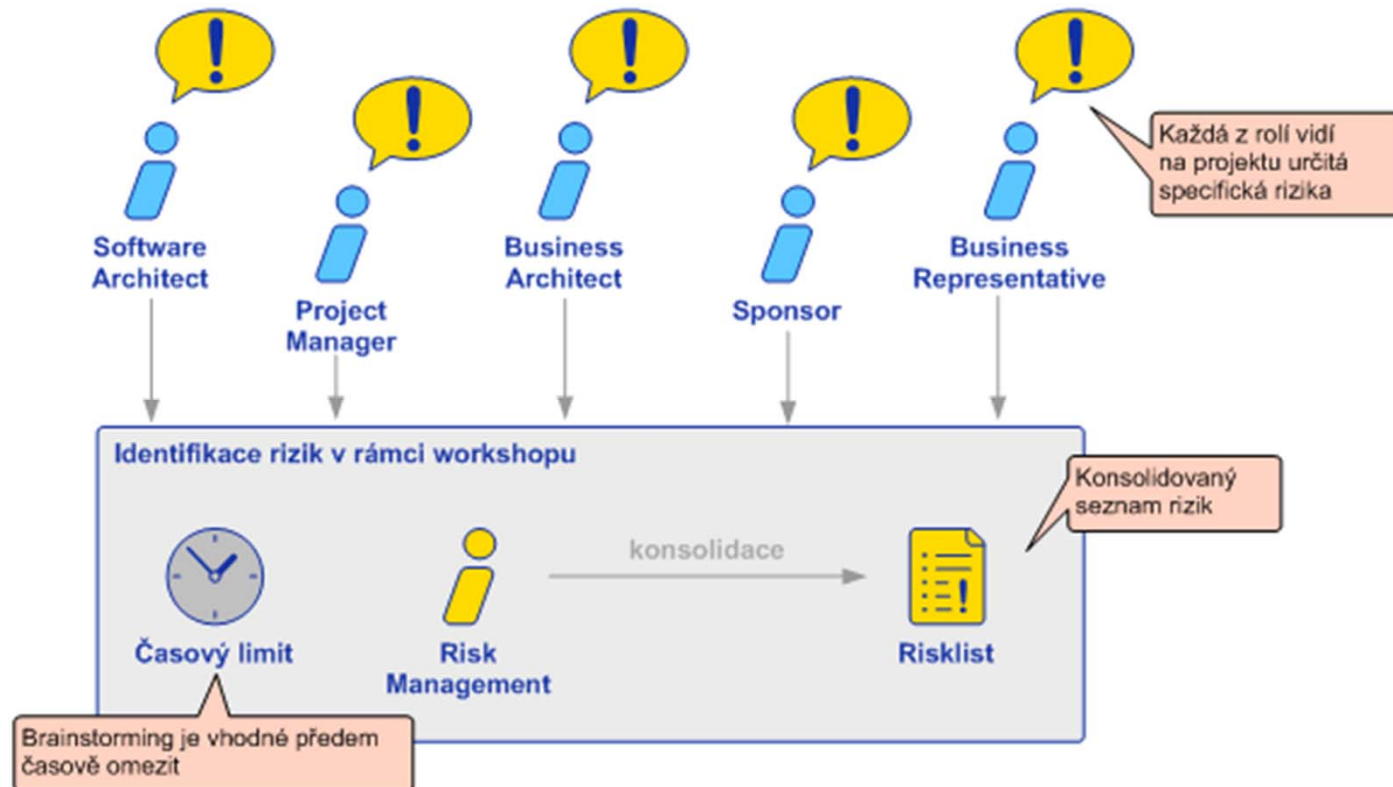 Každá z rolí vidí
na projektu určitá
specifická rizika
Software
Architect
Project
Manager
Business
Architect
Sponsor
Business
Representative
Identifikace rizik v rámci workshopu
Konsolidovaný
seznam rizik
konsolidace
Časový limit
Risk
Management
Risklist
Brainstorming je vhodné předem
časově omezit